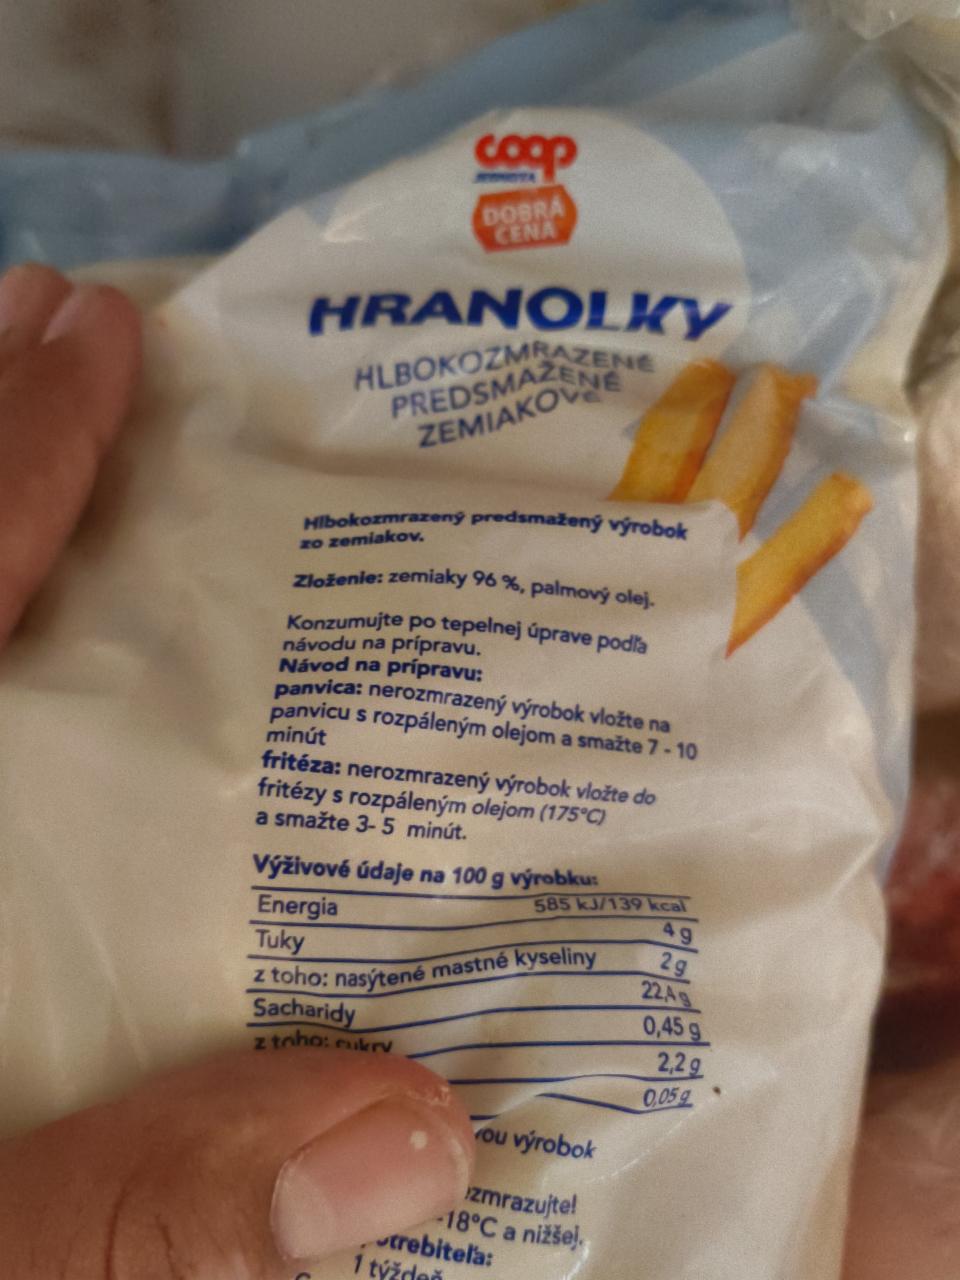 coop
JEDNOTA
DOBRÁ
CENA
HRANOLKY
HLBOKOZMRAZENÉ
PREDSMAŽENÉ
ZEMIAKOVÉ
Hlbokozmrazený predsmažený výrobok
zo zemiakov.
Zloženie: zemiaky 96 %, palmový olej.
Konzumujte po tepelnej úprave podľa
návodu na prípravu.
Návod na prípravu:
panvica: nerozmrazený výrobok vložte na
panvicu s rozpáleným olejom a smažte 7 - 10
minút
fritéza: nerozmrazený výrobok vložte do
fritézy s rozpáleným olejom (175°C)
a smažte 3- 5 minút.
Výživové údaje na 100 g výrobku:
Energia 585 kJ/139 kcal
Tuky 4 g
z toho: nasýtené mastné kyseliny 2 g
Sacharidy 22,4 g
z toho: cukry 0,45 g
2,2 g
0,05 g
výrobok
-18°C a nižšej.
1 týždeň